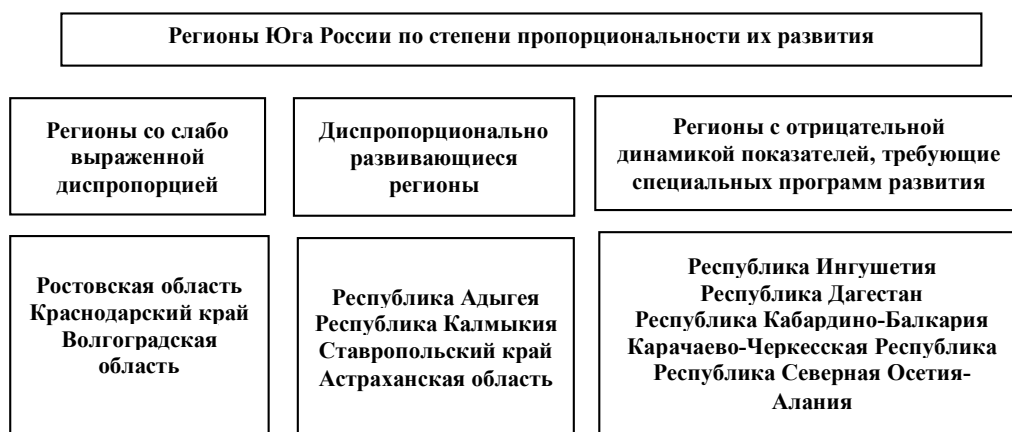 Регионы Юга России по степени пропорциональности их развития
Регионы со слабо
выраженной
диспропорцией
Диспропорционально
развивающиеся
регионы
Регионы с отрицательной
динамикой показателей, требующие
специальных программ развития
Ростовская область
Краснодарский край
Волгоградская
область
Республика Адыгея
Республика Калмыкия
Ставропольский край
Астраханская область
Республика Ингушетия
Республика Дагестан
Республика Кабардино-Балкария
Карачаево-Черкесская Республика
Республика Северная Осетия-
Алания